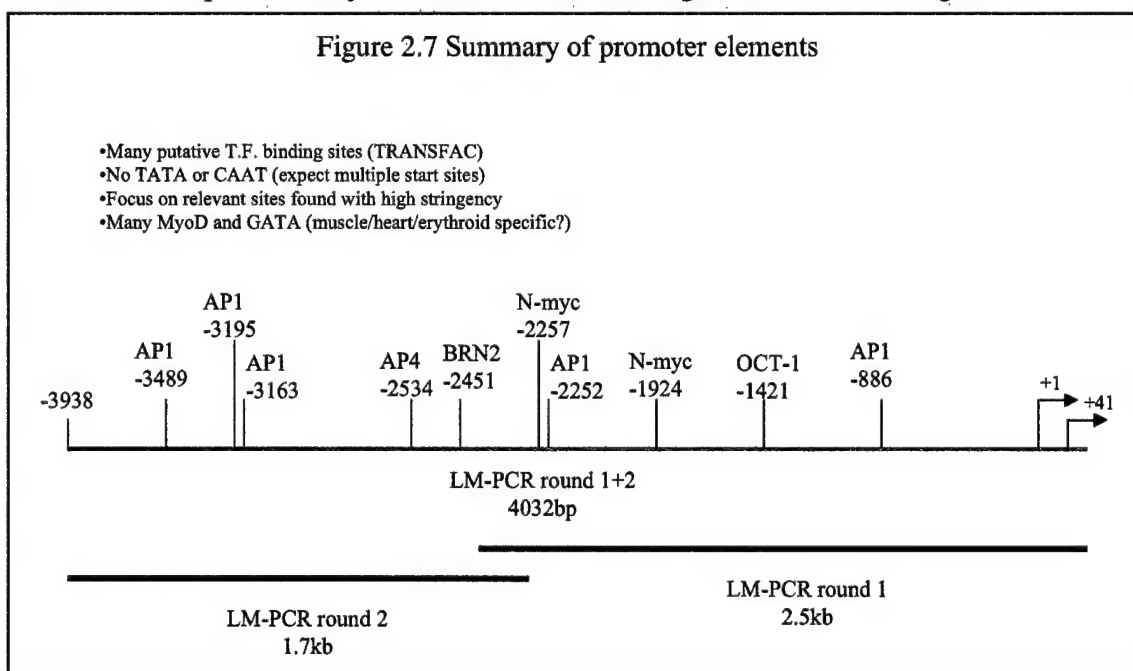 Figure 2.7 Summary of promoter elements
•Many putative T.F. binding sites (TRANSFAC)
•No TATA or CAAT (expect multiple start sites)
•Focus on relevant sites found with high stringency
•Many MyoD and GATA (muscle/heart/erythroid specific?)
-3938
AP1
-3489
AP1
-3195
AP1
-3163
AP4
-2534
BRN2
-2451
N-myc
-2257
AP1
-2252
N-myc
-1924
OCT-1
-1421
AP1
-886
+1
+41
LM-PCR round 1+2
4032bp
LM-PCR round 1
2.5kb
LM-PCR round 2
1.7kb